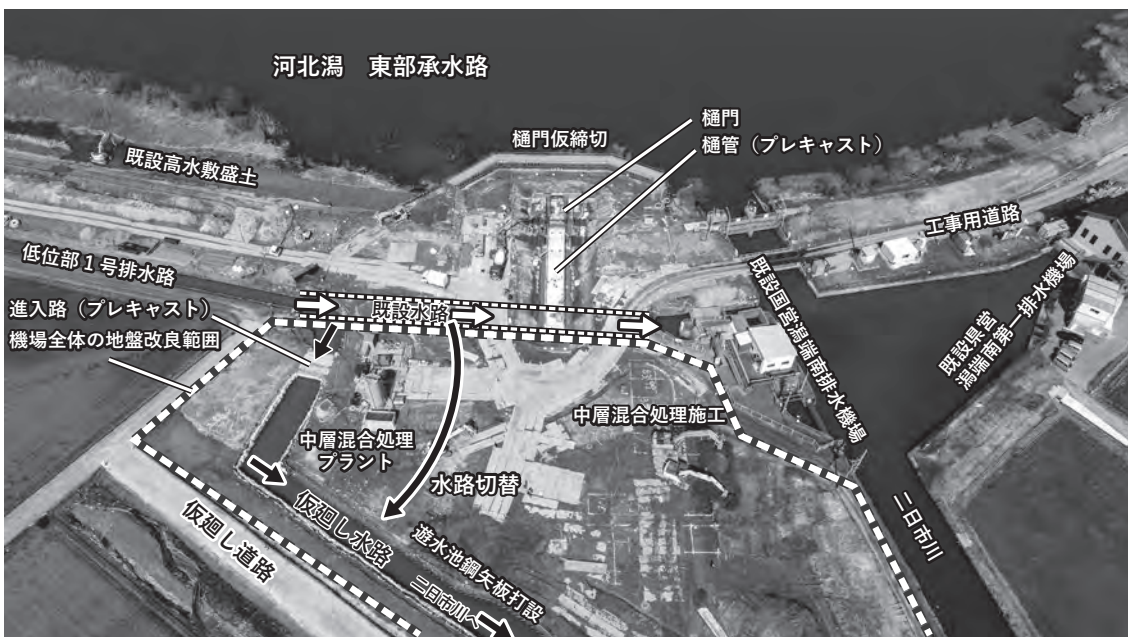 河北潟　東部承水路
樋門
樋門仮締切
樋管（プレキャスト）
既設高水敷盛土
工事用道路
低位部１号排水路
進入路（プレキャスト）
機場全体の地盤改良範囲
既設水路
既設国営潟端南排水機場
既設県営
潟端南第一排水機場
中層混合処理
プラント
中層混合処理施工
水路切替
仮廻し水路
仮廻し道路
遊水池鋼矢板打設
二日市川へ
二日市川